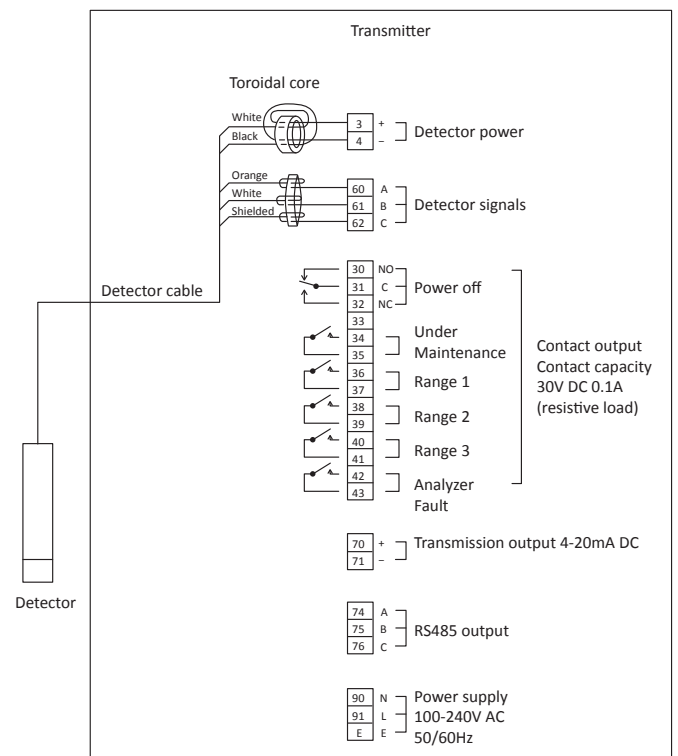 Transmitter
Toroidal core
White
Black
3 +
4 −
Detector power
Orange
White
Shielded
60 A
61 B
62 C
Detector signals
Detector cable
30 NO
31 C
32 NC
Power off
33
34
35
Under
Maintenance
36
37
Range 1
38
39
Range 2
40
41
Range 3
42
43
Analyzer
Fault
Contact output
Contact capacity
30V DC 0.1A
(resistive load)
70 +
71 −
Transmission output 4-20mA DC
Detector
74 A
75 B
76 C
RS485 output
90 N
91 L
E E
Power supply
100-240V AC
50/60Hz